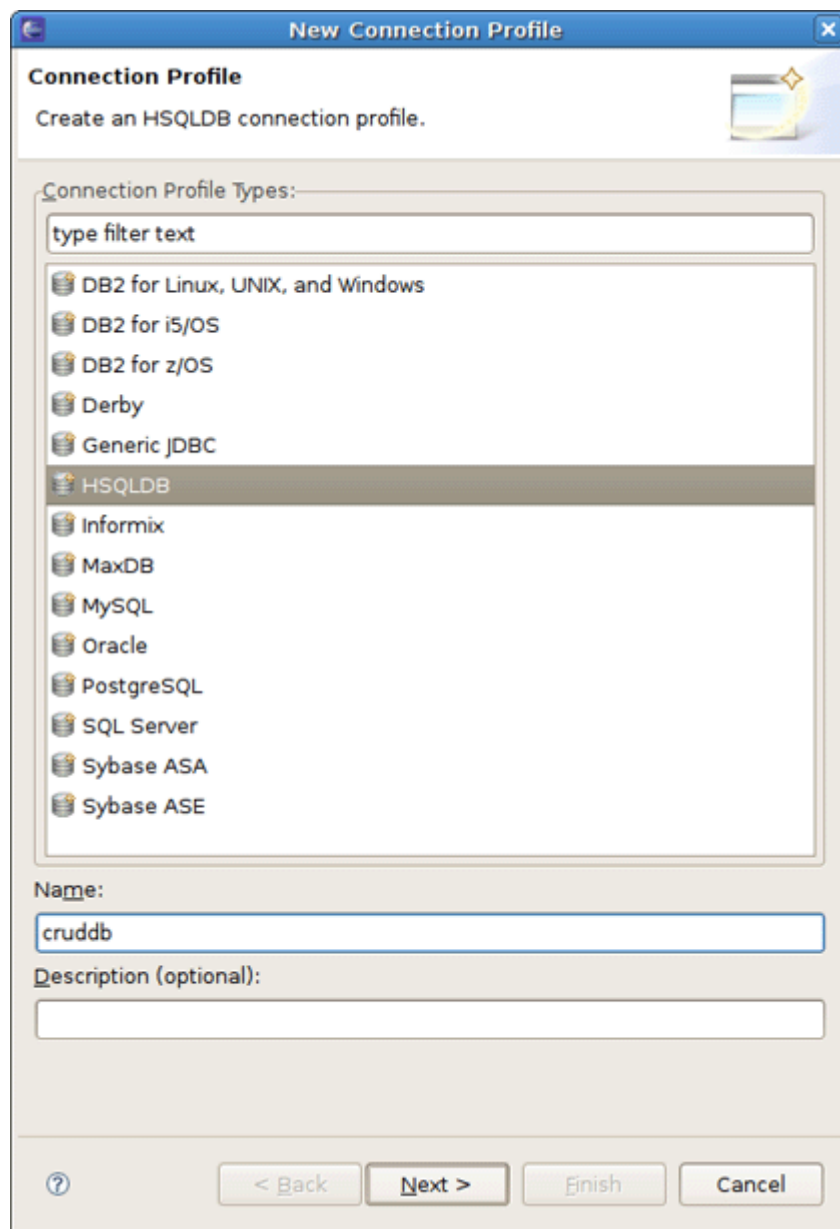 New Connection Profile
Connection Profile
Create an HSQLDB connection profile.
Connection Profile Types:
type filter text
DB2 for Linux, UNIX, and Windows
DB2 for i5/OS
DB2 for z/OS
Derby
Generic JDBC
HSQLDB
Informix
MaxDB
MySQL
Oracle
PostgreSQL
SQL Server
Sybase ASA
Sybase ASE
Name:
cruddb
Description (optional):
< Back Next > Finish Cancel